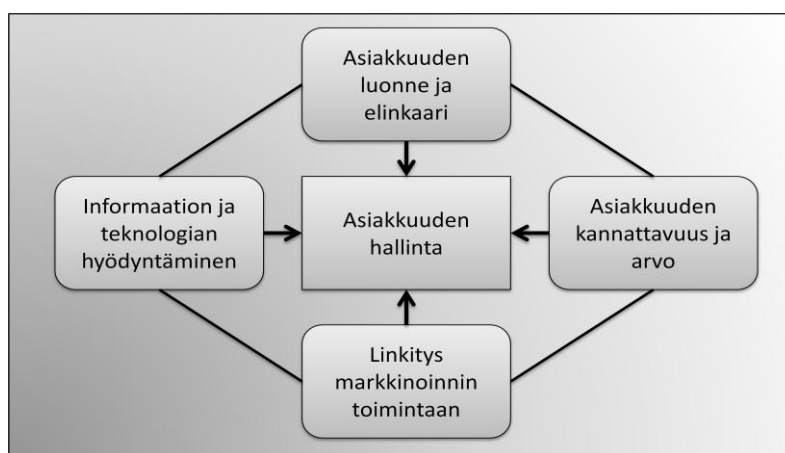 Asiakkuuden
luonne ja
elinkaari
Informaation ja
teknologian
hyödyntäminen
Asiakkuuden
hallinta
Asiakkuuden
kannattavuus ja
arvo
Linkitys
markkinoinnin
toimintaan